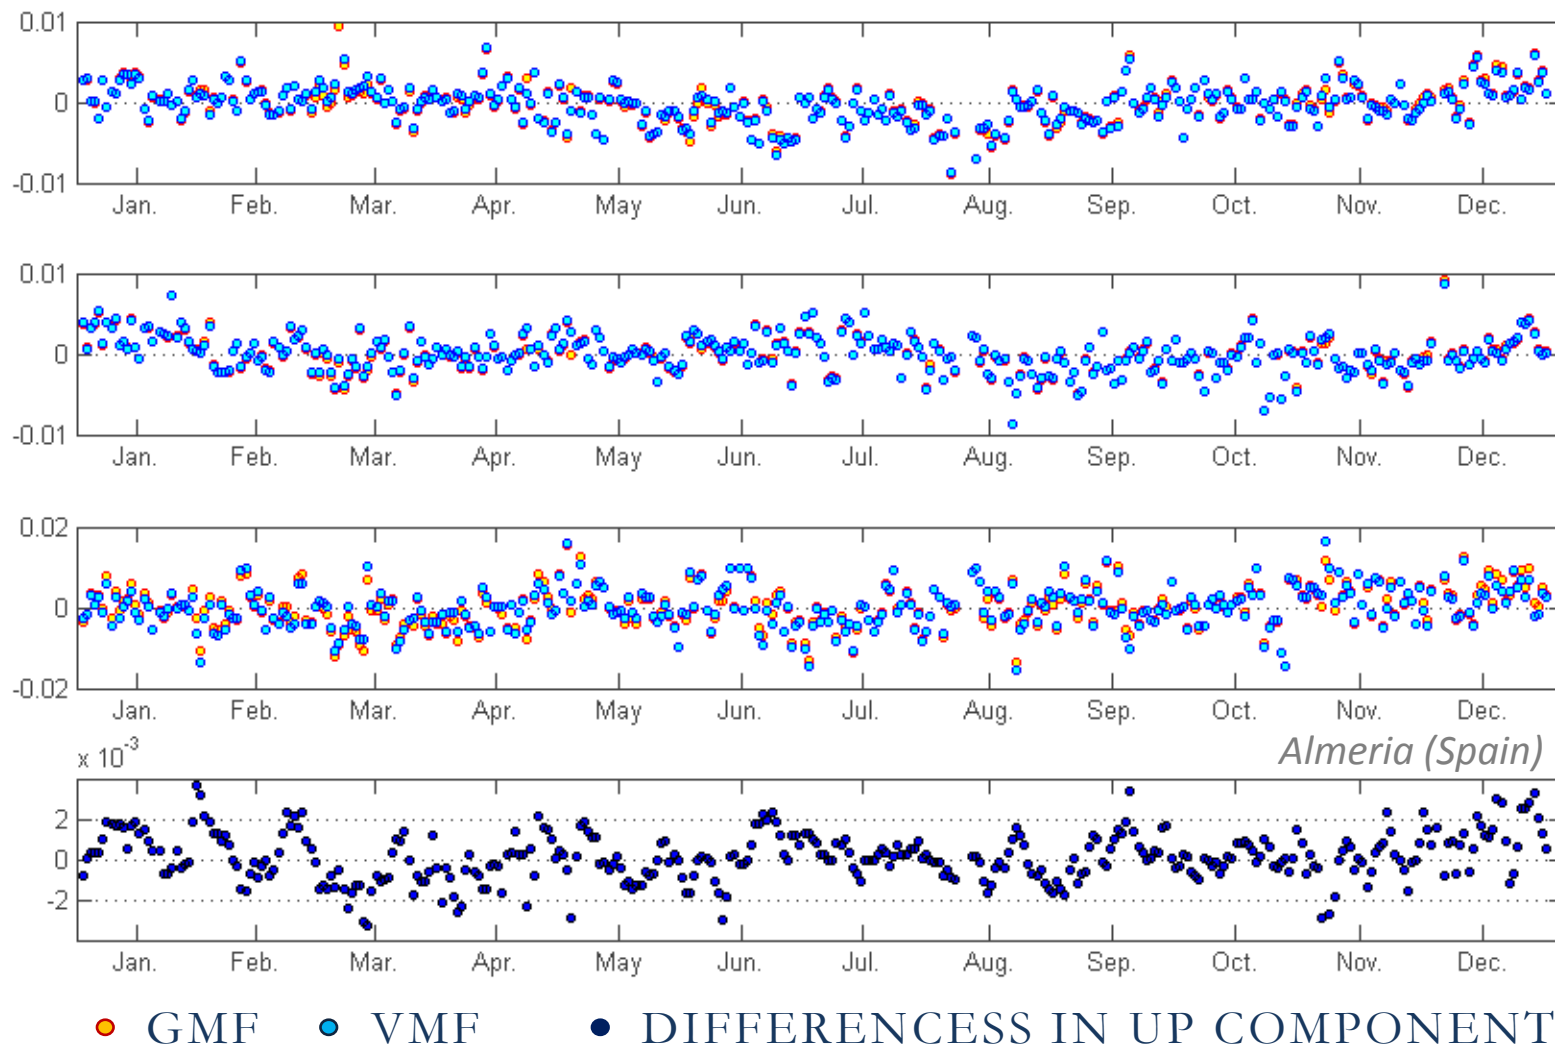 0.01
0
-0.01
Jan. Feb. Mar. Apr. May Jun. Jul. Aug. Sep. Oct. Nov. Dec.
0.01
0
-0.01
Jan. Feb. Mar. Apr. May Jun. Jul. Aug. Sep. Oct. Nov. Dec.
0.02
0
-0.02
Jan. Feb. Mar. Apr. May Jun. Jul. Aug. Sep. Oct. Nov. Dec.
x 10⁻³
Almeria (Spain)
2
0
-2
Jan. Feb. Mar. Apr. May Jun. Jul. Aug. Sep. Oct. Nov. Dec.
GMF VMF DIFFERENCESS IN UP COMPONENT